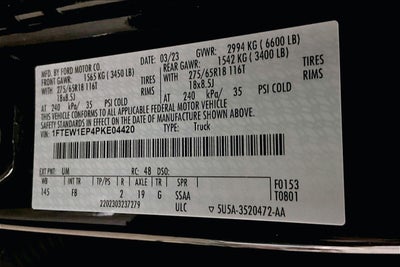 MFD. BY FORD MOTOR CO.
03/23 GVWR: 2994 KG ( 6600 LB)
FRONT GAWR: 1565 KG ( 3450 LB) REAR GAWR: 1542 KG ( 3400 LB)
WITH 275/65R18 116T TIRES WITH 275/65R18 116T TIRES
18x8.5J RIMS 18x8.5J RIMS
AT 240 kPa/ 35 PSI COLD AT 240 kPa/ 35 PSI COLD
THIS VEHICLE CONFORMS TO ALL APPLICABLE FEDERAL MOTOR VEHICLE
SAFETY STANDARDS IN EFFECT ON THE DATE OF MANUFACTURE SHOWN ABOVE.
VIN: 1FTEW1EP4PKE04420 TYPE: Truck
EXT PNT: UM RC: 48 DSO: F0153
WB INT TR TP/PS R AXLE TR SPR T0801
145 FB 2 19 G SSAA
2202303237279 ULC 5U5A-3520472-AA